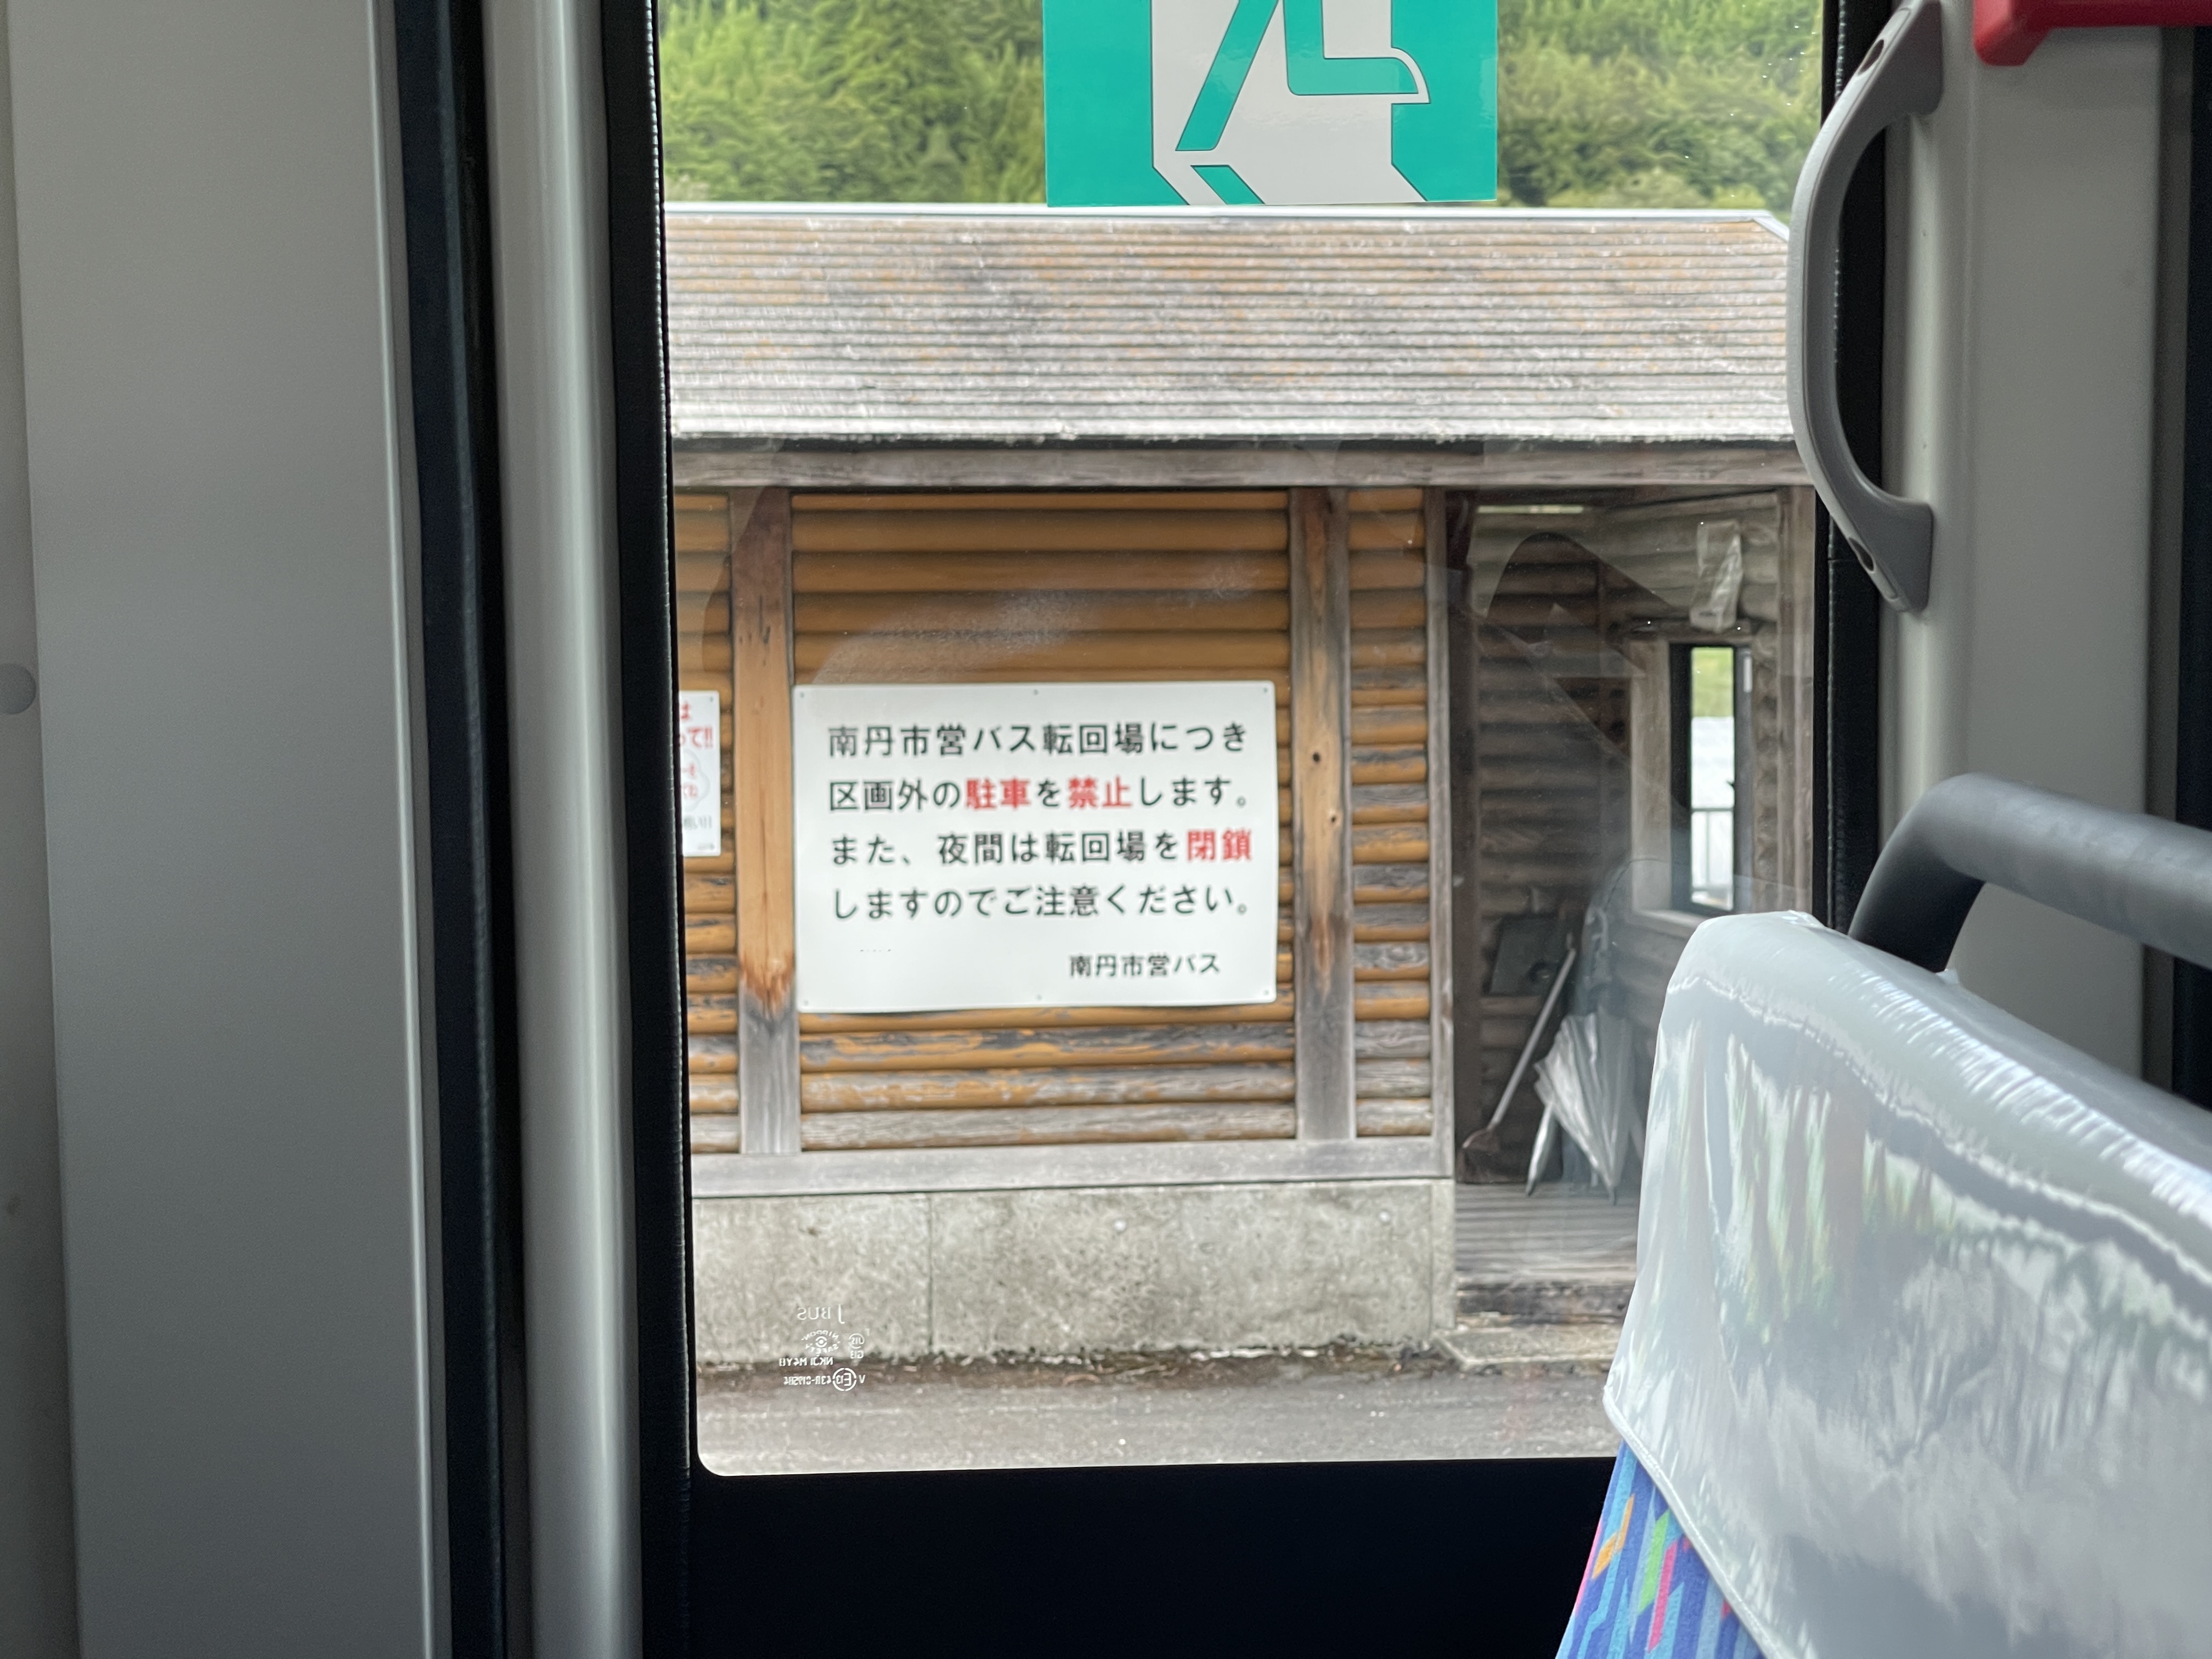 南丹市営バス転回場につき
区画外の駐車を禁止します。
また、夜間は転回場を閉鎖
しますのでご注意ください。
南丹市営バス
J BUS